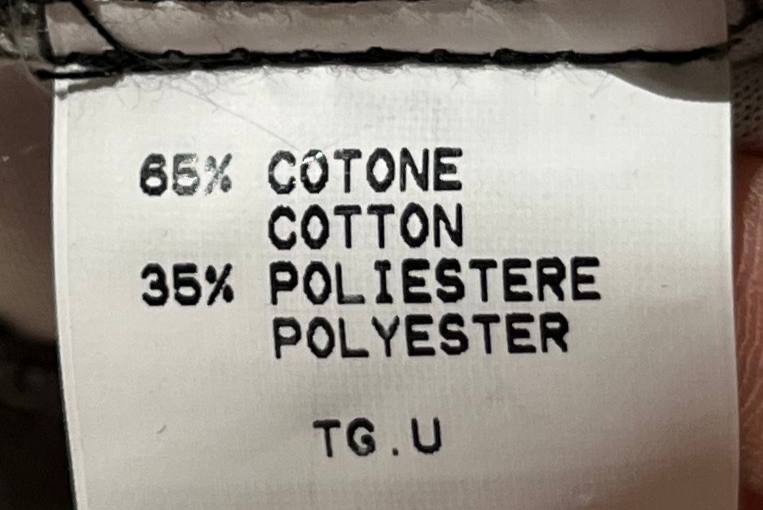 65% COTONE
COTTON
35% POLIESTERE
POLYESTER
TG.U